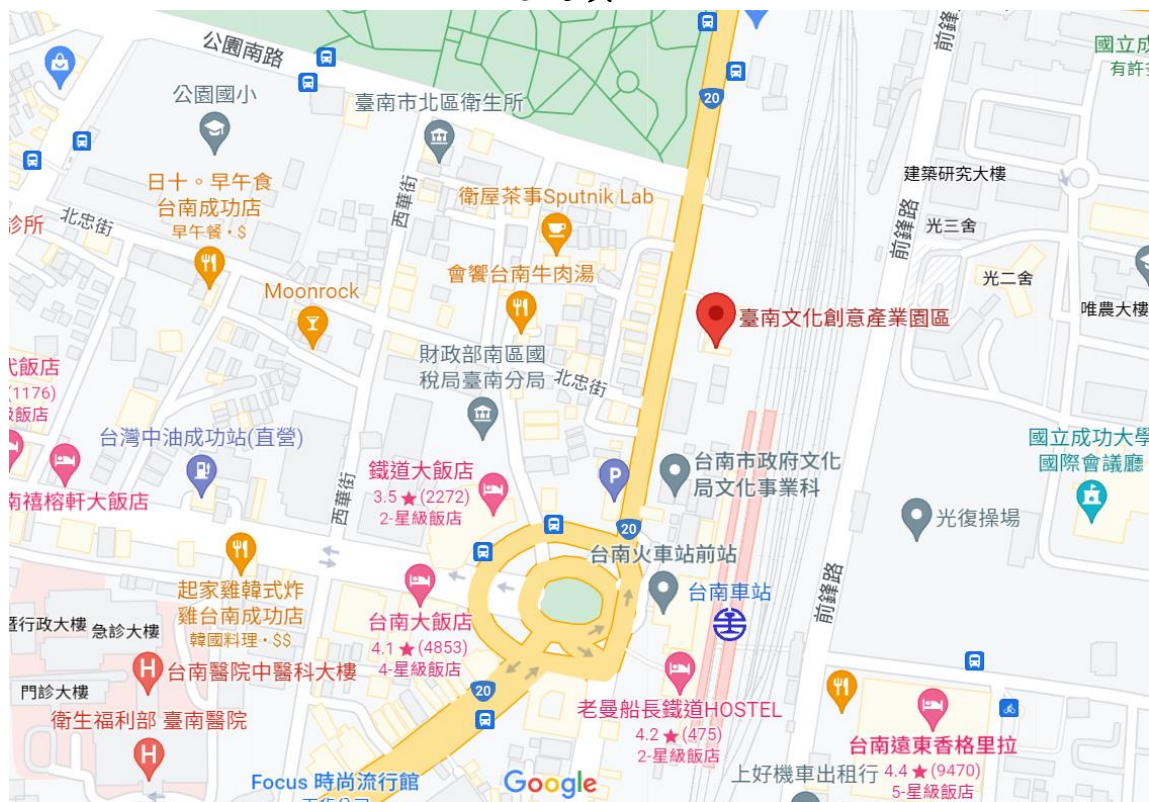 公園南路
國立成
有許多
公園國小
臺南市北區衛生所
前鋒路
20
建築研究大樓
日十。早午食
台南成功店
早午餐・$
西華街
衛屋茶事Sputnik Lab
前鋒路
光三舍
診所
北忠街
會饗台南牛肉湯
光二舍
Moonrock
臺南文化創意產業園區
唯農大樓
代飯店
(1176)
級飯店
財政部南區國
稅局臺南分局
北忠街
台灣中油成功站(直營)
國立成功大學
國際會議廳
南禧榕軒大飯店
西華街
鐵道大飯店
3.5★(2272)
2-星級飯店
P
台南市政府文化
局文化事業科
光復操場
20
台南火車站前站
起家雞韓式炸
雞台南成功店
韓國料理・$$
台南大飯店
4.1★(4853)
4-星級飯店
台南車站
前鋒路
暨行政大樓
急診大樓
H
台南醫院中醫科大樓
門診大樓
20
老曼船長鐵道HOSTEL
4.2★(475)
2-星級飯店
衛生福利部 臺南醫院
H
台南遠東香格里拉
4.4★(9470)
5-星級飯店
上好機車出租行
Focus 時尚流行館
Google